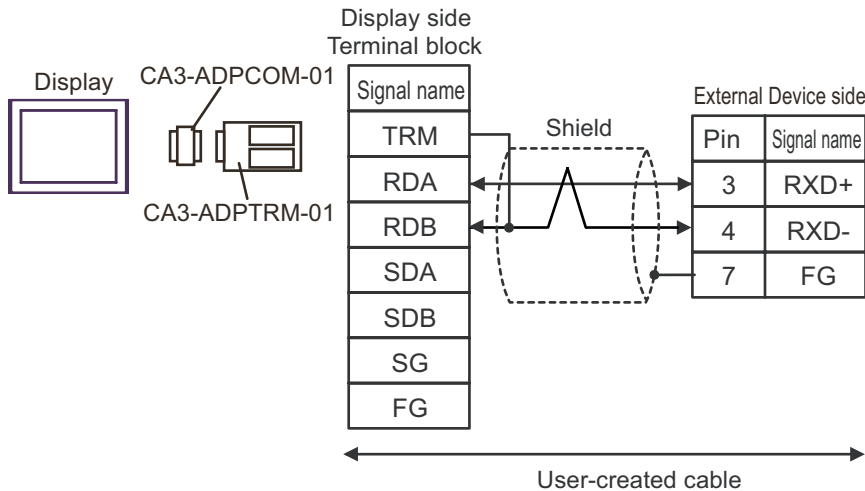 Display side
Terminal block
Display
CA3-ADPCOM-01
CA3-ADPTRM-01
Signal name
TRM
RDA
RDB
SDA
SDB
SG
FG
Shield
External Device side
Pin Signal name
3 RXD+
4 RXD-
7 FG
User-created cable